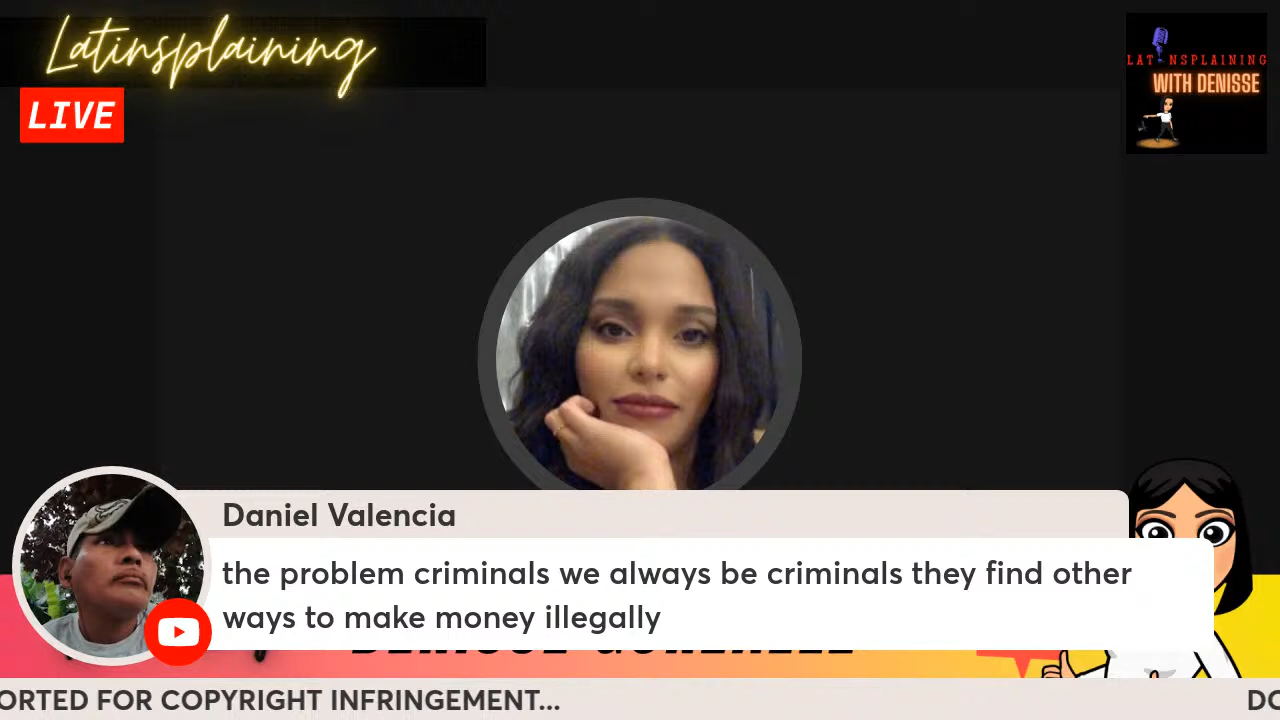 Latinsplaining
LIVE
LAT NSPLAINING
WITH DENISSE
Daniel Valencia
the problem criminals we always be criminals they find other
ways to make money illegally
ORTED FOR COPYRIGHT INFRINGEMENT...
DO